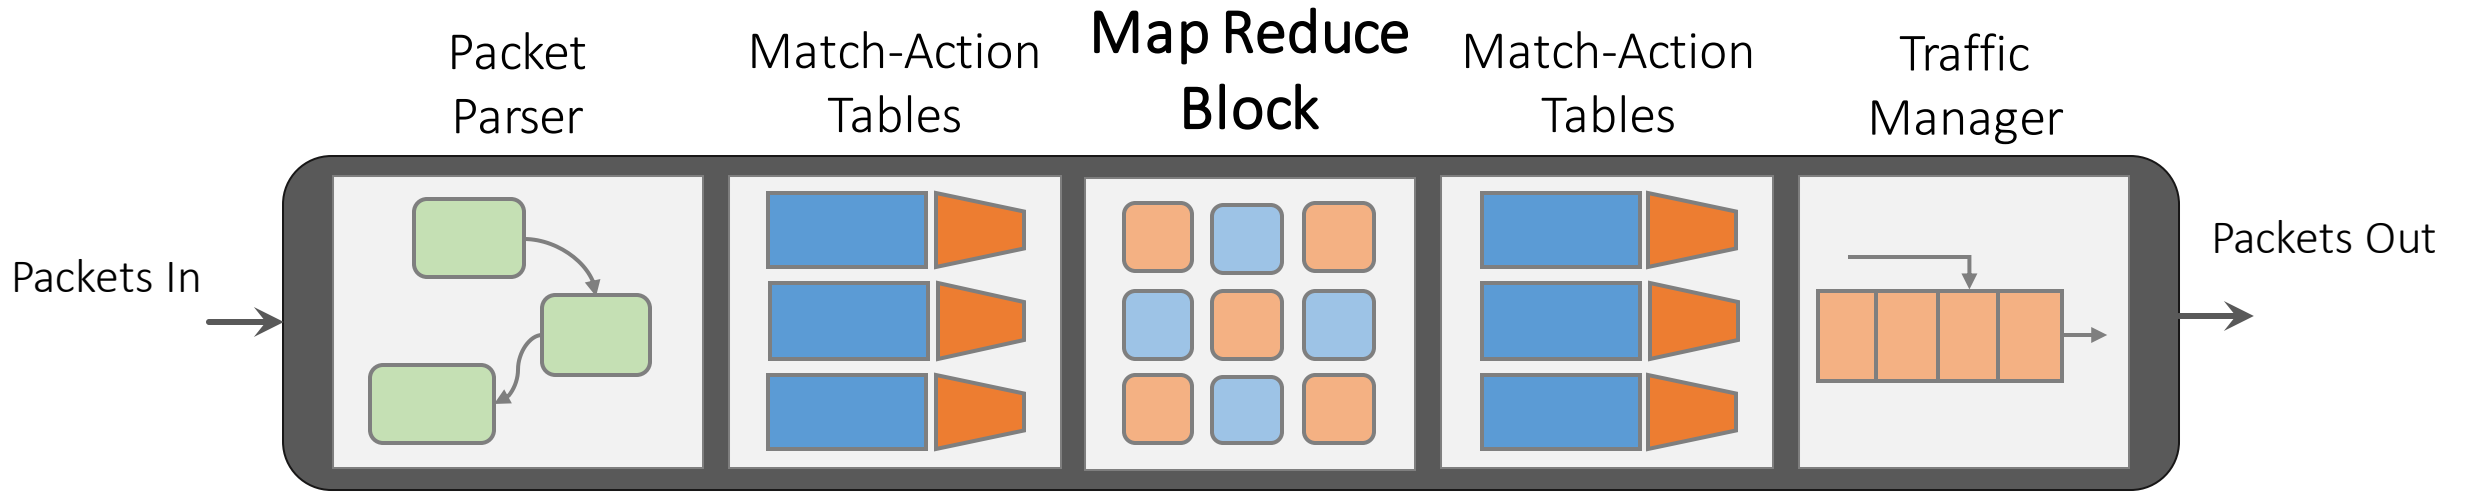 Packets In
Packet
Parser
Match-Action
Tables
Map Reduce
Block
Match-Action
Tables
Traffic
Manager
Packets Out